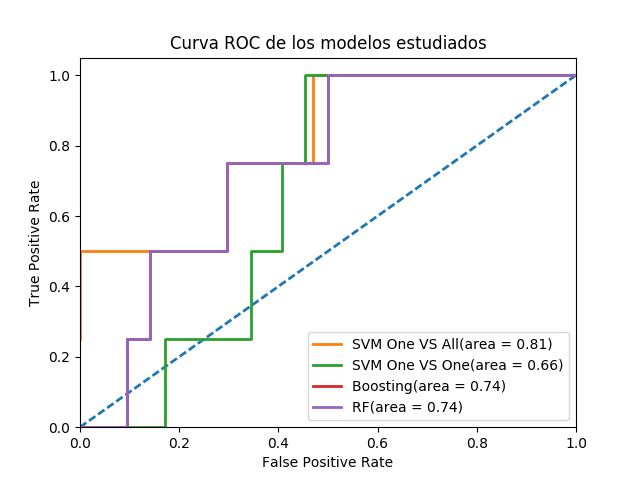 Curva ROC de los modelos estudiados
True Positive Rate
1.0
0.8
0.6
0.4
0.2
0.0
SVM One VS All(area = 0.81)
SVM One VS One(area = 0.66)
Boosting(area = 0.74)
RF(area = 0.74)
0.0 0.2 0.4 0.6 0.8 1.0
False Positive Rate